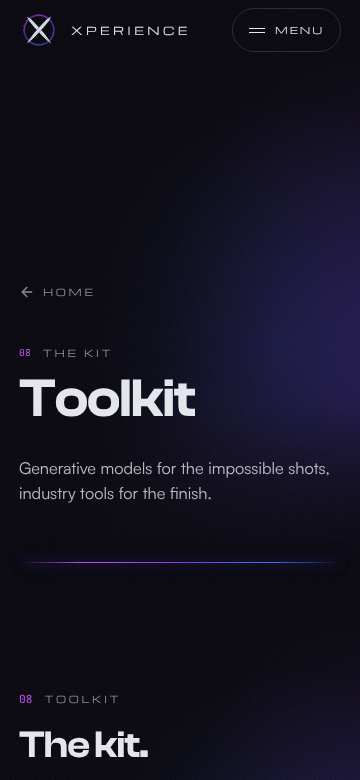 XPERIENCE
MENU
HOME
08 THE KIT
Toolkit
Generative models for the impossible shots,
industry tools for the finish.
08 TOOLKIT
The kit.